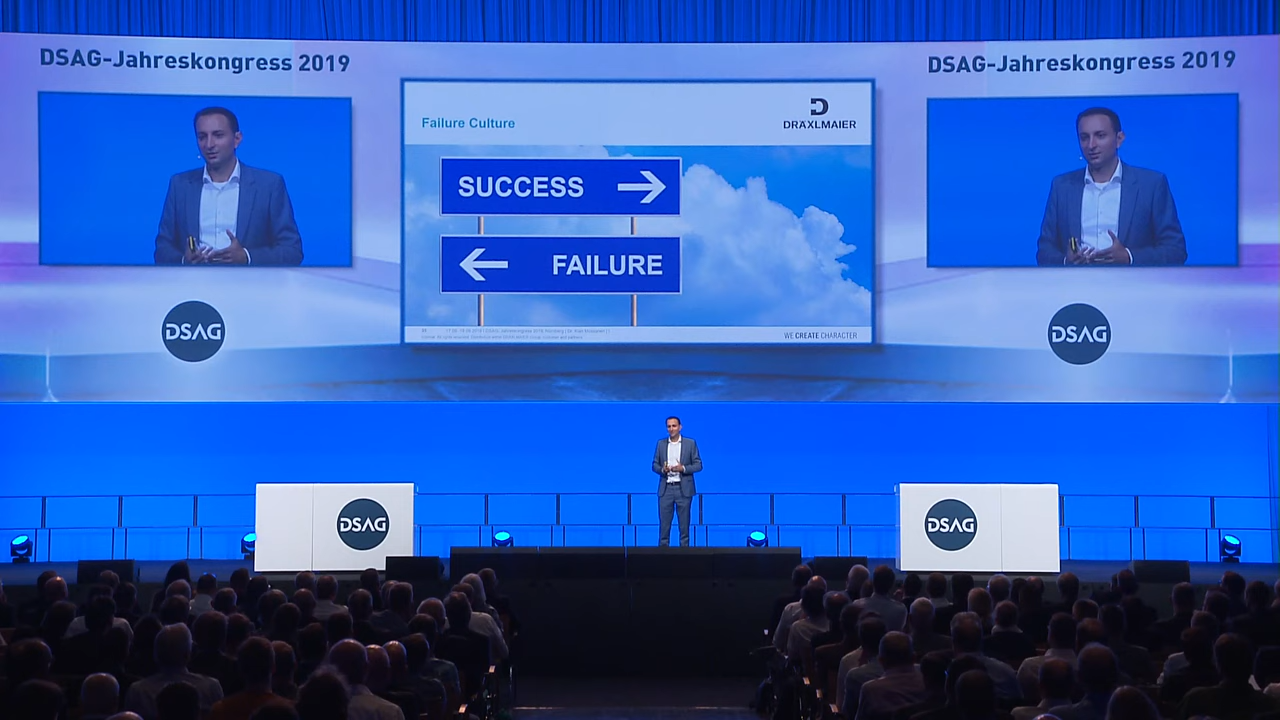 DSAG-Jahreskongress 2019
DSAG-Jahreskongress 2019
Failure Culture
DRÄXLMAIER
SUCCESS
FAILURE
WE CREATE CHARACTER
DSAG
DSAG
DSAG
DSAG